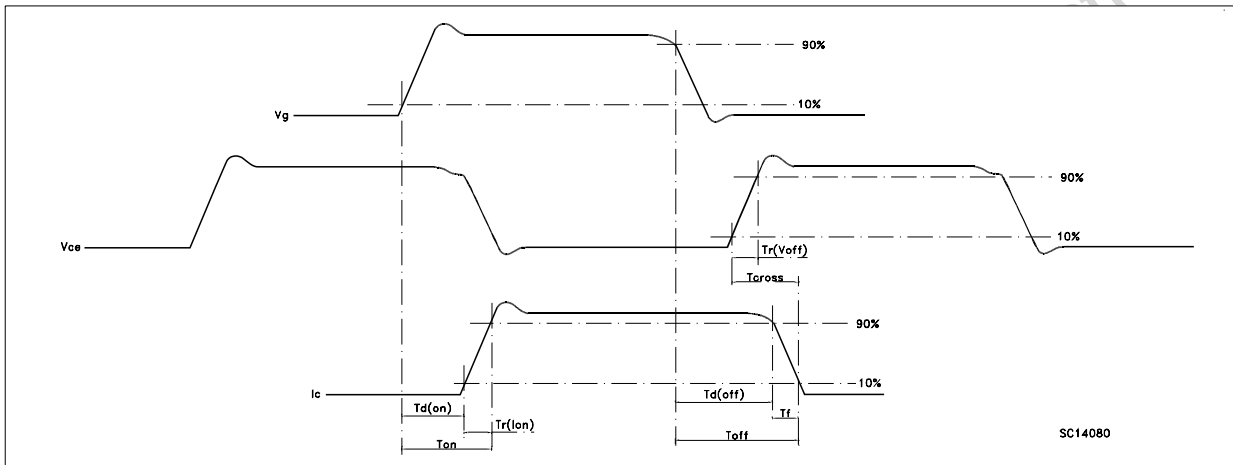 90%
10%
Vg
90%
Vce
10%
Tr(Voff)
Tcross
90%
10%
Ic
Td(on)
Td(off)
Tr(Ion)
Tf
Ton
Toff
SC14080